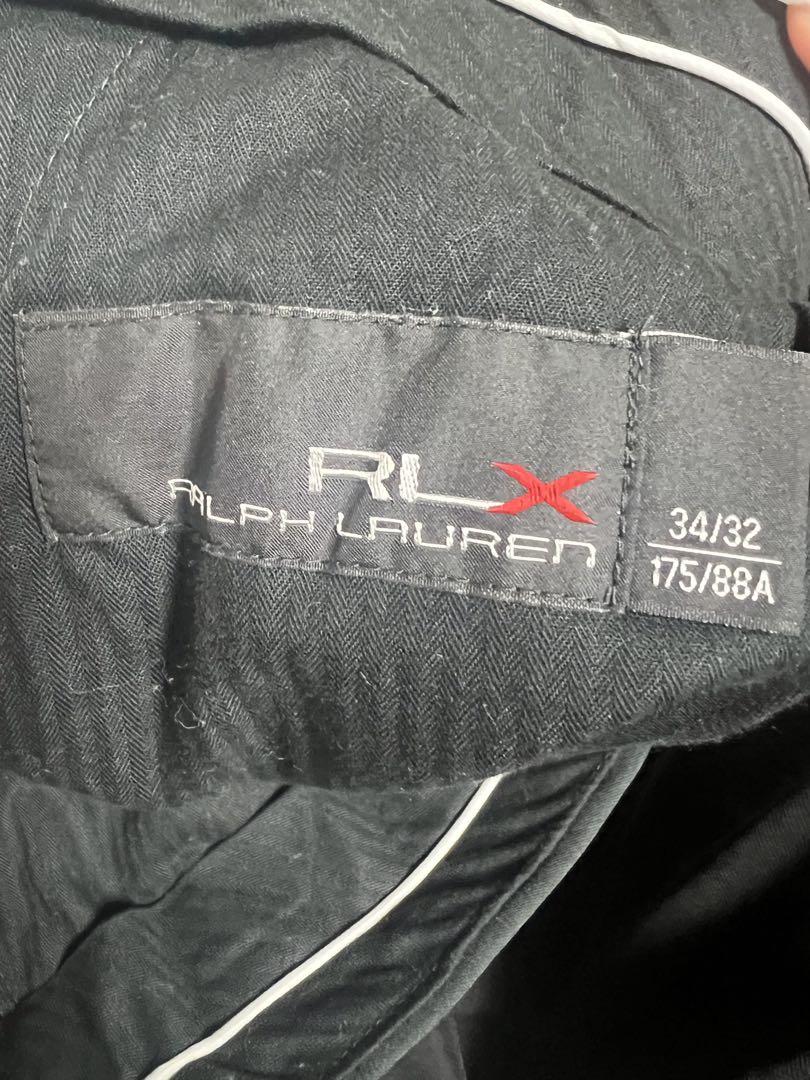 RLX
RALPH LAUREN
34/32
175/88A